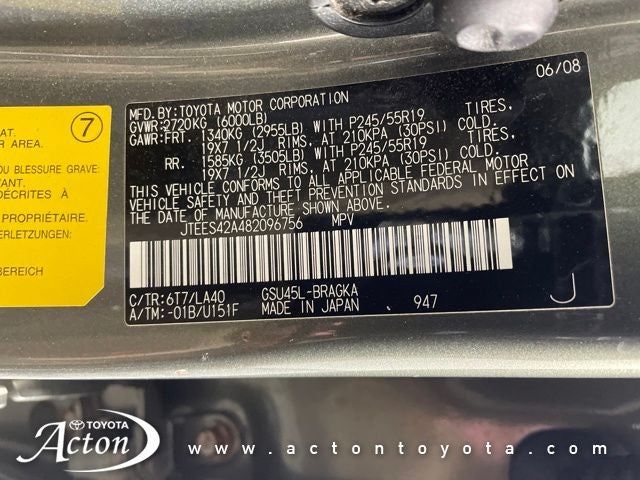 7
AT.
R AREA.
OU BLESSURE GRAVE
DÉCRITES À
PROPRIÉTAIRE.
BEREICH
06/08
MFD.BY:TOYOTA MOTOR CORPORATION
GVWR:2720KG (6000LB)
GAWR:FRT. 1340KG (2955LB) WITH P245/55R19 TIRES,
19X7 1/2J RIMS, AT 210KPA (30PSI) COLD.
RR. 1585KG (3505LB) WITH P245/55R19 TIRES,
19X7 1/2J RIMS, AT 210KPA (30PSI) COLD.
THIS VEHICLE CONFORMS TO ALL APPLICABLE FEDERAL MOTOR
VEHICLE SAFETY AND THEFT PREVENTION STANDARDS IN EFFECT ON
THE DATE OF MANUFACTURE SHOWN ABOVE.
JTEES42A482096756 MPV
C/TR:6T7/LA40 GSU45L-BRAGKA
A/TM:-01B/U151F MADE IN JAPAN 947 J
TOYOTA
Acton
www.actontoyota.com